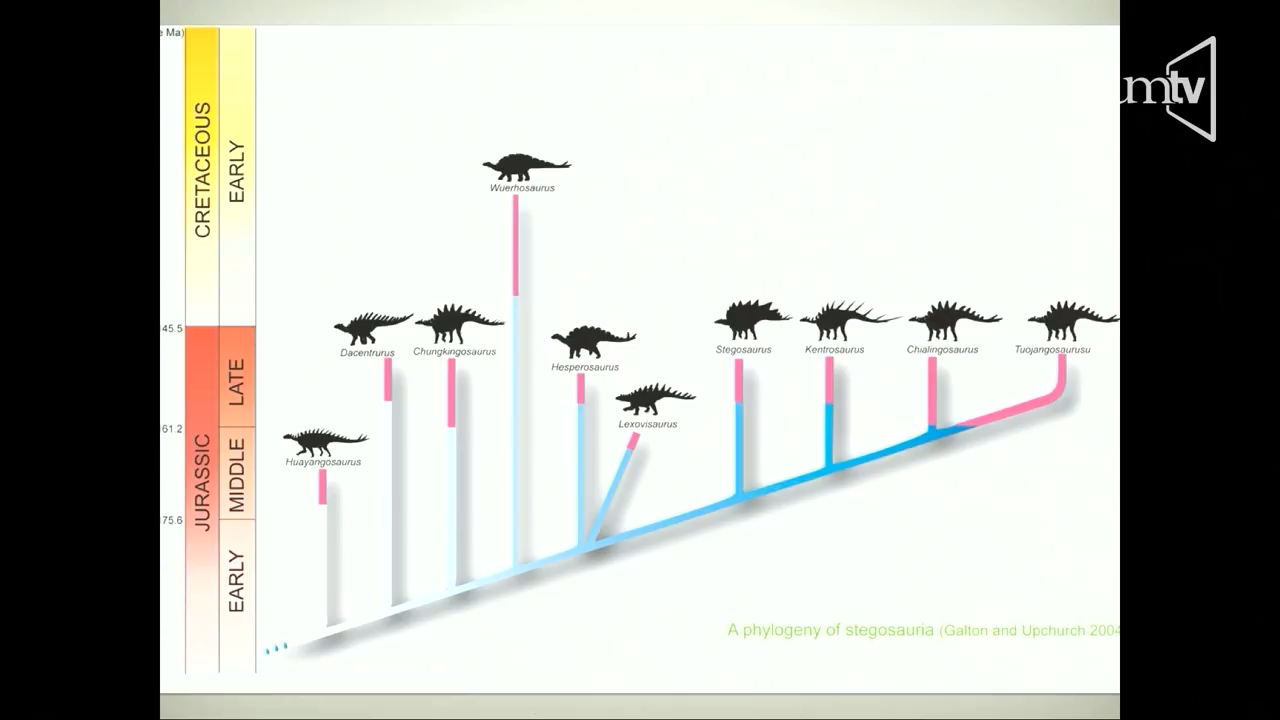 e Ma)
CRETACEOUS
EARLY
45.5
JURASSIC
LATE
61.2
MIDDLE
75.6
EARLY
Wuerhosaurus
Dacentrurus
Chungkingosaurus
Hesperosaurus
Lexovisaurus
Huayangosaurus
Stegosaurus
Kentrosaurus
Chialingosaurus
Tuojangosaurusu
A phylogeny of stegosauria (Galton and Upchurch 2004
umtv